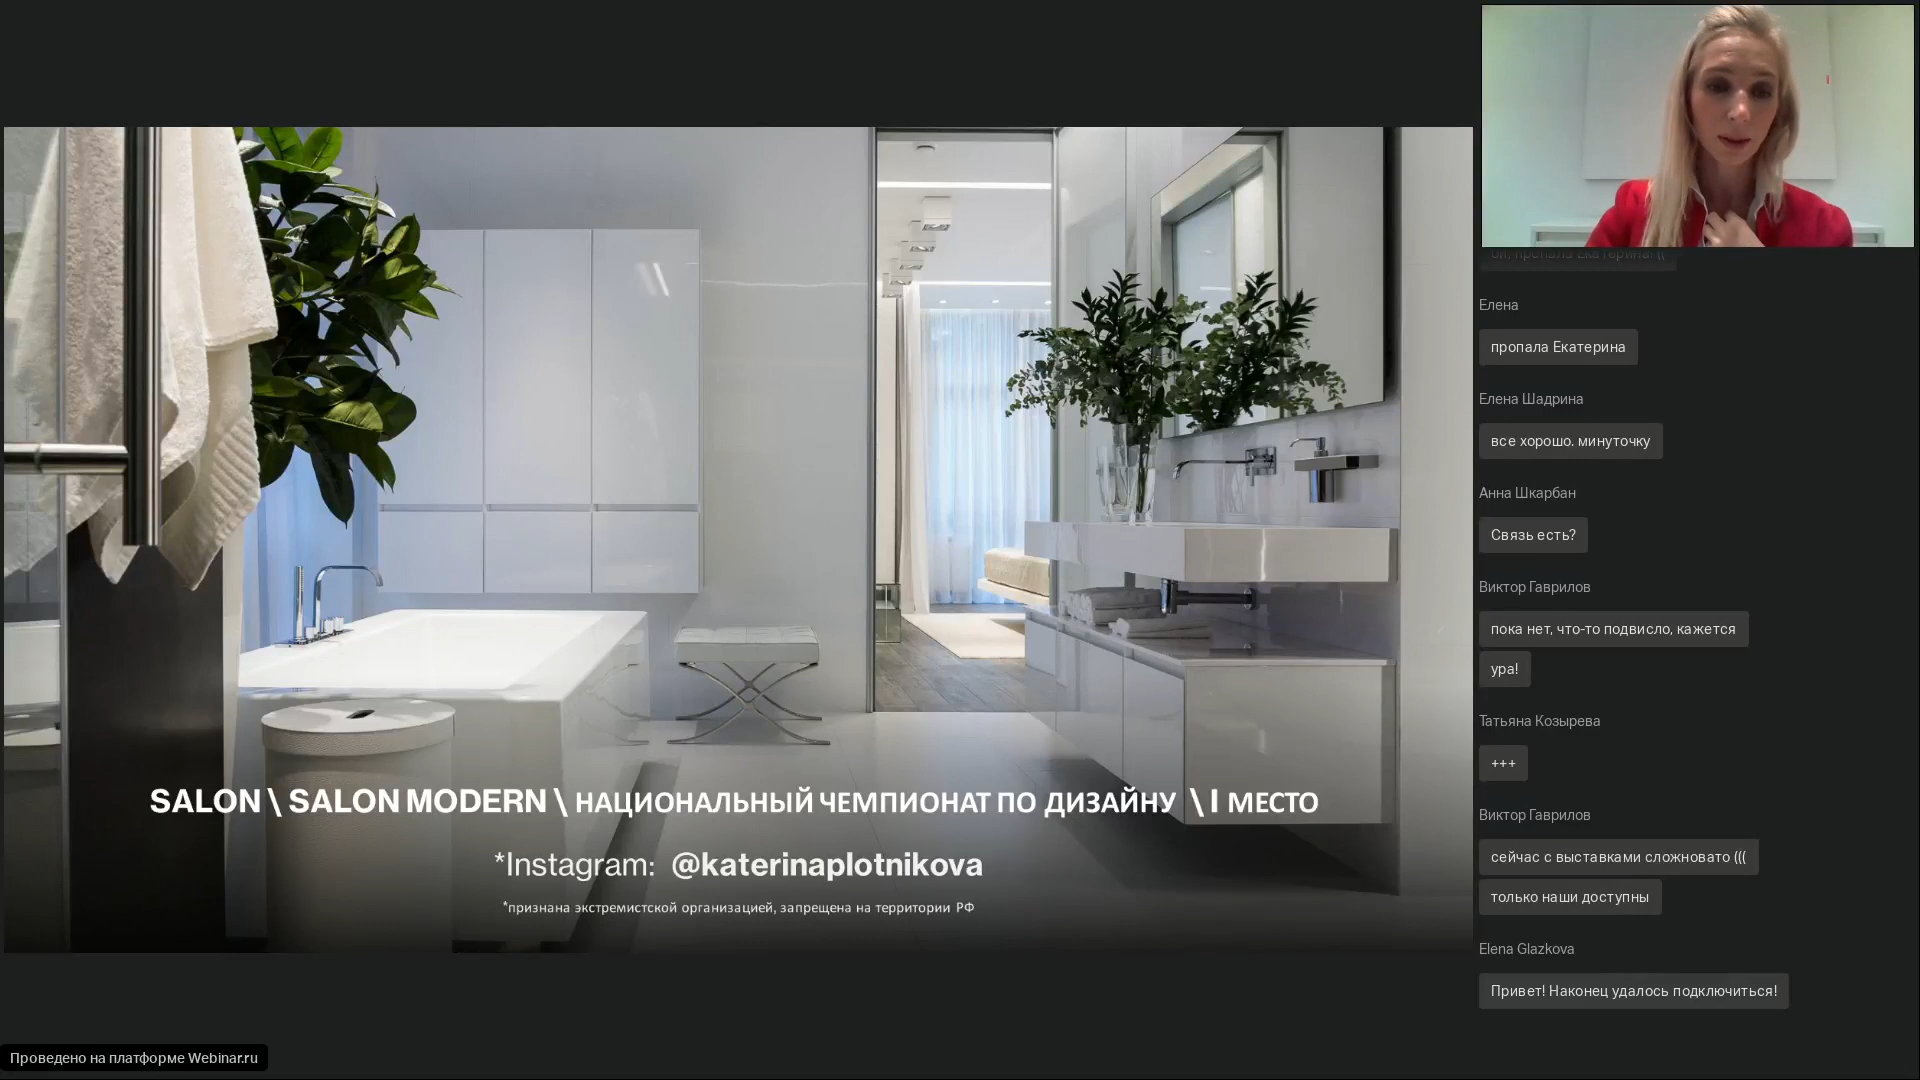 SALON \ SALON MODERN \ НАЦИОНАЛЬНЫЙ ЧЕМПИОНАТ ПО ДИЗАЙНУ \ I МЕСТО
*Instagram: @katerinaplotnikova
*признана экстремистской организацией, запрещена на территории РФ
Елена
пропала Екатерина
Елена Шадрина
все хорошо. минуточку
Анна Шкарбан
Связь есть?
Виктор Гаврилов
пока нет, что-то подвисло, кажется
ура!
Татьяна Козырева
+++
Виктор Гаврилов
сейчас с выставками сложновато (((
только наши доступны
Elena Glazkova
Привет! Наконец удалось подключиться!
Проведено на платформе Webinar.ru